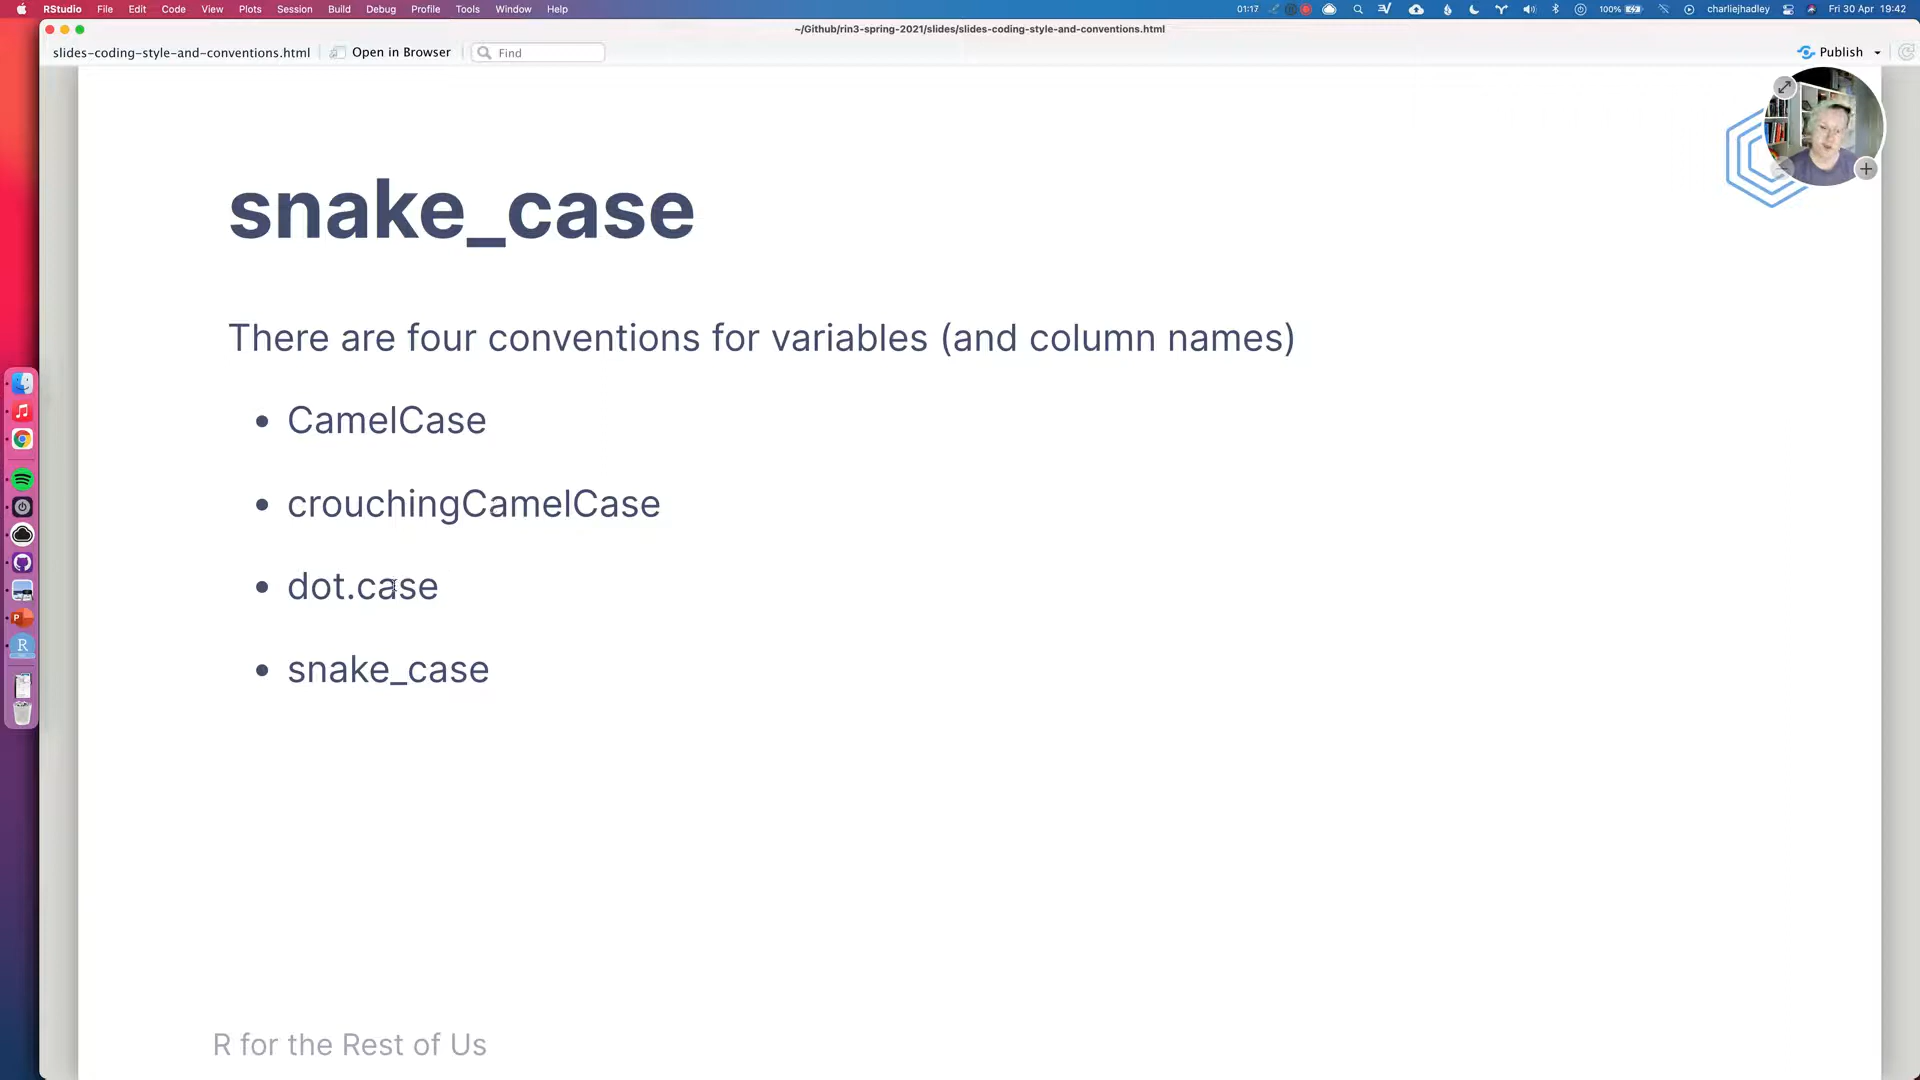 RStudio File Edit Code View Plots Session Build Debug Profile Tools Window Help 01:17 100% charliejhadley Fri 30 Apr 19:42
~/Github/rin3-spring-2021/slides/slides-coding-style-and-conventions.html
slides-coding-style-and-conventions.html Open in Browser Find Publish
snake_case
There are four conventions for variables (and column names)
• CamelCase
• crouchingCamelCase
• dot.case
• snake_case
R for the Rest of Us